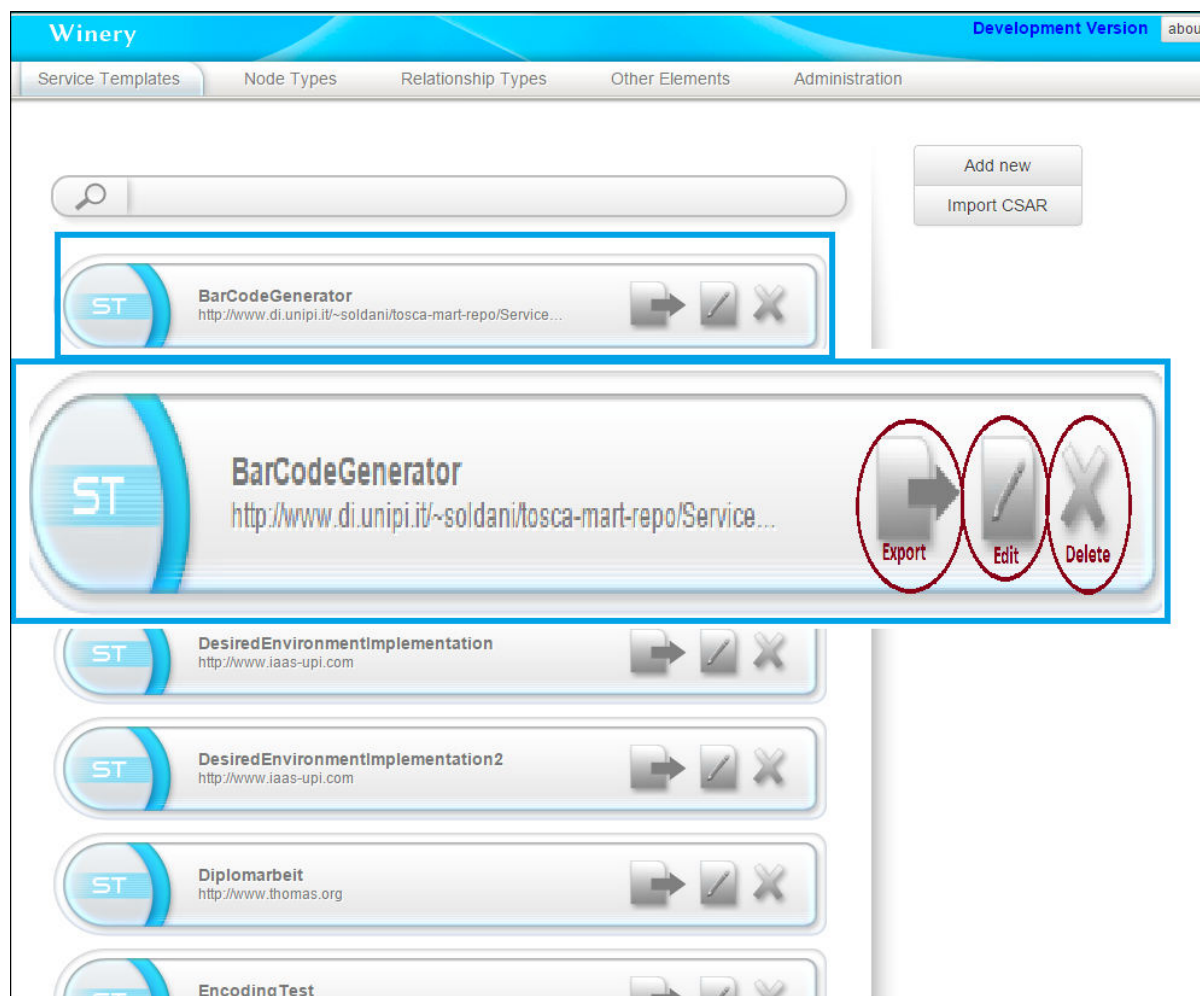 Winery
Development Version
Service Templates Node Types Relationship Types Other Elements Administration
Add new
Import CSAR
ST
BarCodeGenerator
http://www.di.unipi.it/~soldani/tosca-mart-repo/Service...
ST
BarCodeGenerator
http://www.di.unipi.it/~soldani/tosca-mart-repo/Service...
Export Edit Delete
ST
DesiredEnvironmentImplementation
http://www.iaas-upi.com
ST
DesiredEnvironmentImplementation2
http://www.iaas-upi.com
ST
Diplomarbeit
http://www.thomas.org
EncodingTest